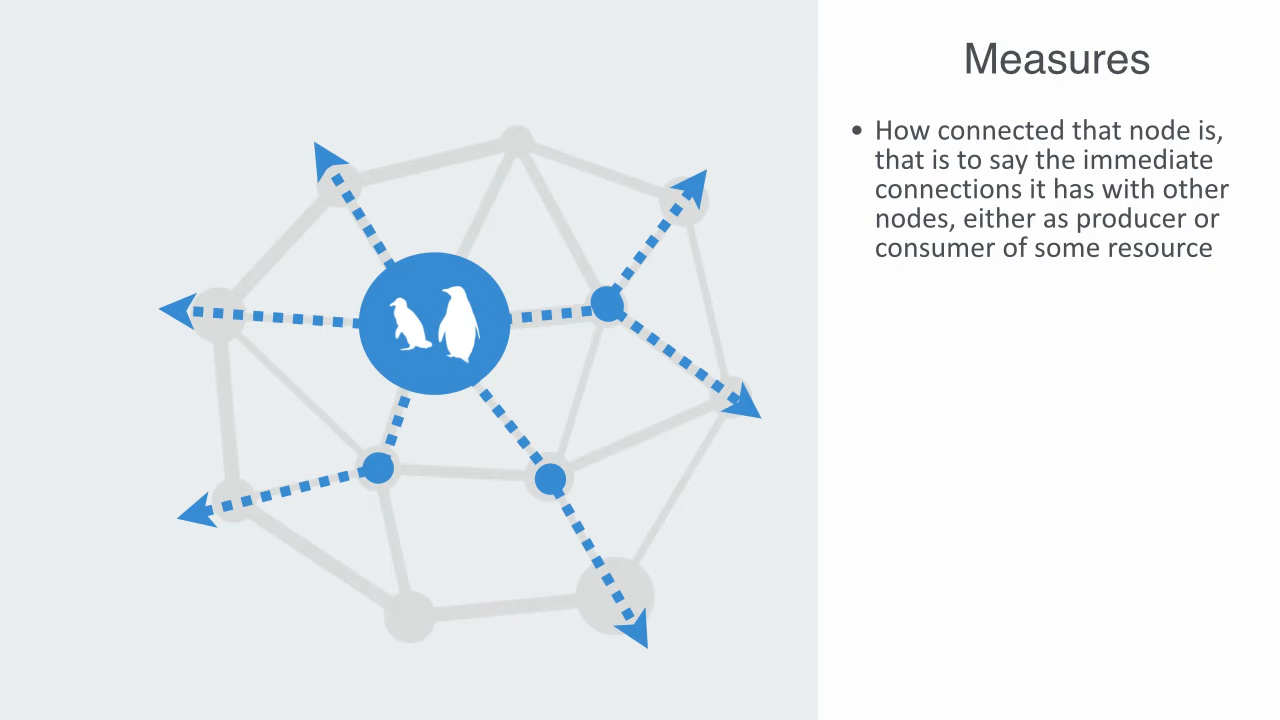 Measures
• How connected that node is,
that is to say the immediate
connections it has with other
nodes, either as producer or
consumer of some resource